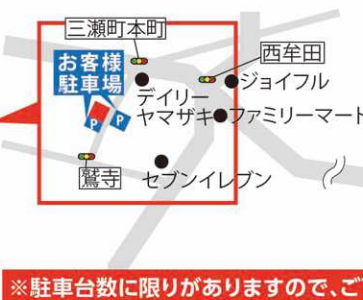 三瀬町本町
西牟田
お客様
駐車場
ジョイフル
デイリー
ヤマザキ
ファミリーマート
P
P
鷲寺
セブンイレブン
※駐車台数に限りがありますので、ご